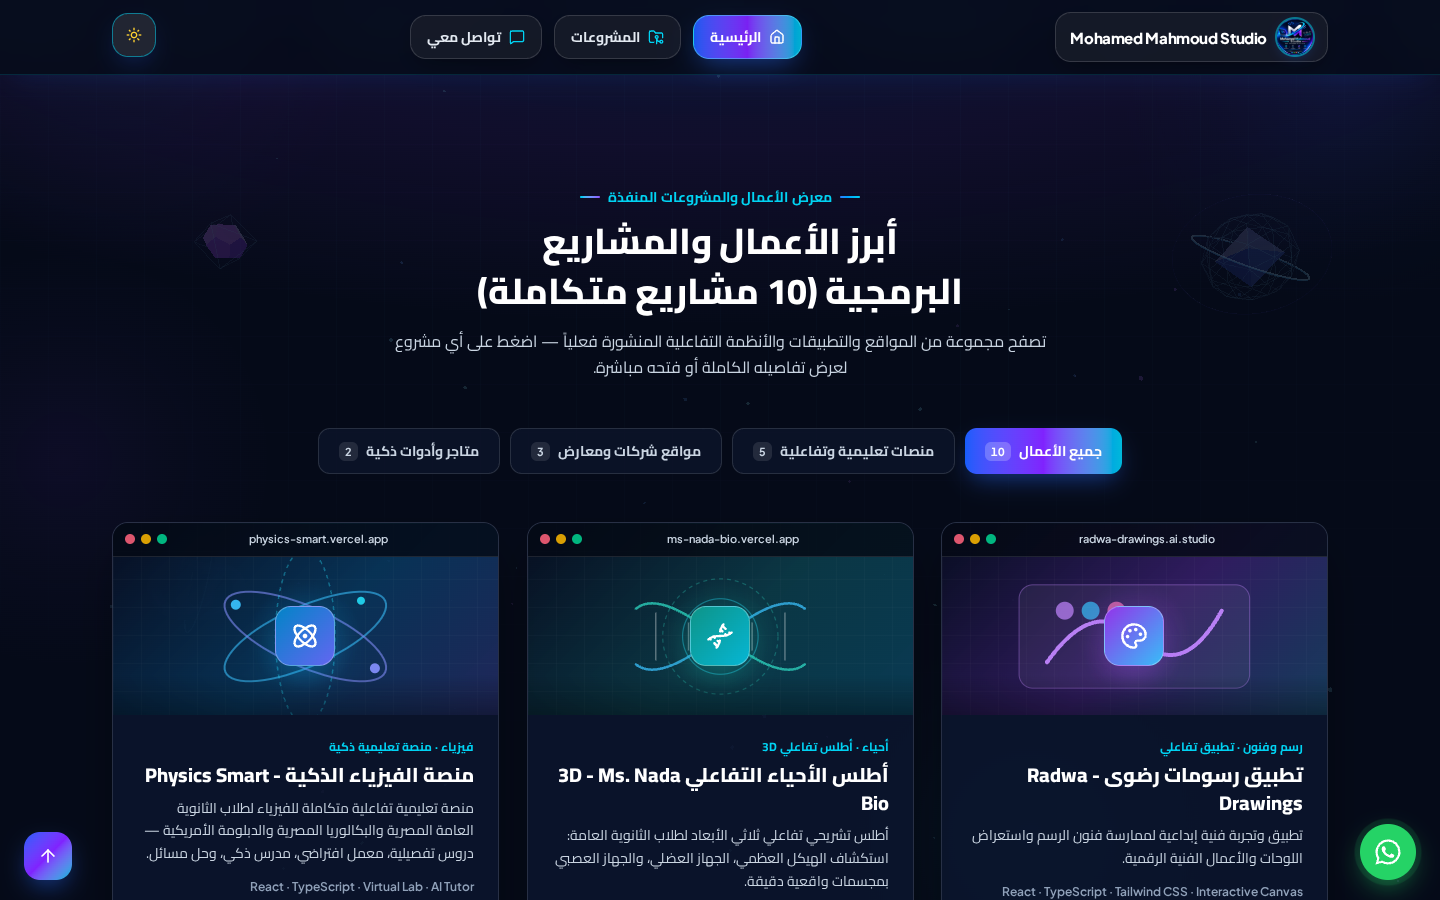 Mohamed Mahmoud Studio
الرئيسية
المشروعات
تواصل معي
معرض الأعمال والمشروعات المنفذة
أبرز الأعمال والمشاريع
البرمجية (10 مشاريع متكاملة)
تصفح مجموعة من المواقع والتطبيقات والأنظمة التفاعلية المنشورة فعلياً — اضغط على أي مشروع
لعرض تفاصيله الكاملة أو فتحه مباشرة.
جميع الأعمال 10
منصات تعليمية وتفاعلية 5
مواقع شركات ومعارض 3
متاجر وأدوات ذكية 2
radwa-drawings.ai.studio
رسم وفنون · تطبيق تفاعلي
تطبيق رسومات رضوى - Radwa
Drawings
تطبيق وتجربة فنية إبداعية لممارسة فنون الرسم واستعراض
اللوحات والأعمال الفنية الرقمية.
React · TypeScript · Tailwind CSS · Interactive Canvas
ms-nada-bio.vercel.app
أحياء · أطلس تفاعلي 3D
أطلس الأحياء التفاعلي 3D - Ms. Nada
Bio
أطلس تشريحي تفاعلي ثلاثي الأبعاد لطلاب الثانوية العامة:
استكشاف الهيكل العظمي، الجهاز العضلي، والجهاز العصبي
بمجسمات واقعية دقيقة.
physics-smart.vercel.app
فيزياء · منصة تعليمية ذكية
منصة الفيزياء الذكية - Physics Smart
منصة تعليمية تفاعلية متكاملة للفيزياء لطلاب الثانوية
العامة المصرية والبكالوريا المصرية والدبلومة الأمريكية —
دروس تفصيلية، معمل افتراضي، مدرس ذكي، وحل مسائل.
React · TypeScript · Virtual Lab · AI Tutor